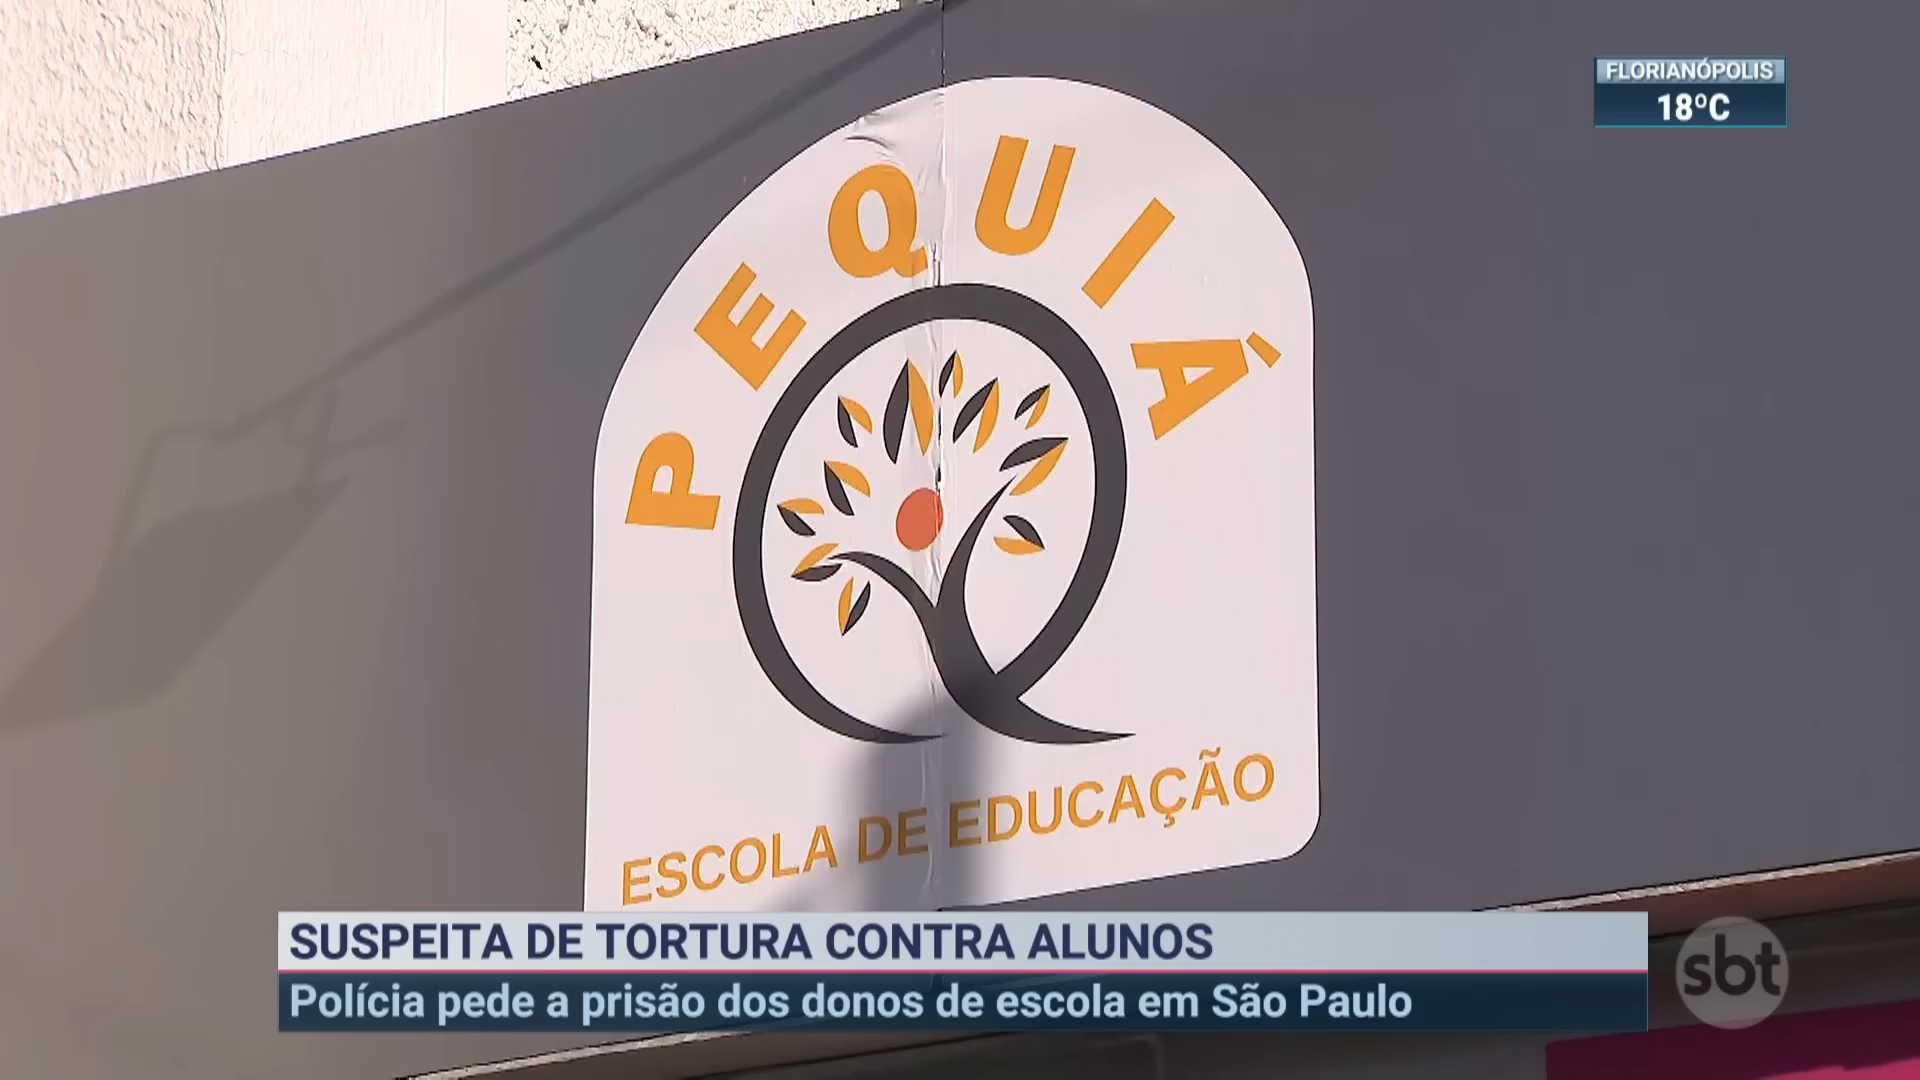 FLORIANÓPOLIS
18ºC
PEQUIÁ
ESCOLA DE EDUCAÇÃO
SUSPEITA DE TORTURA CONTRA ALUNOS
Polícia pede a prisão dos donos de escola em São Paulo
sbt